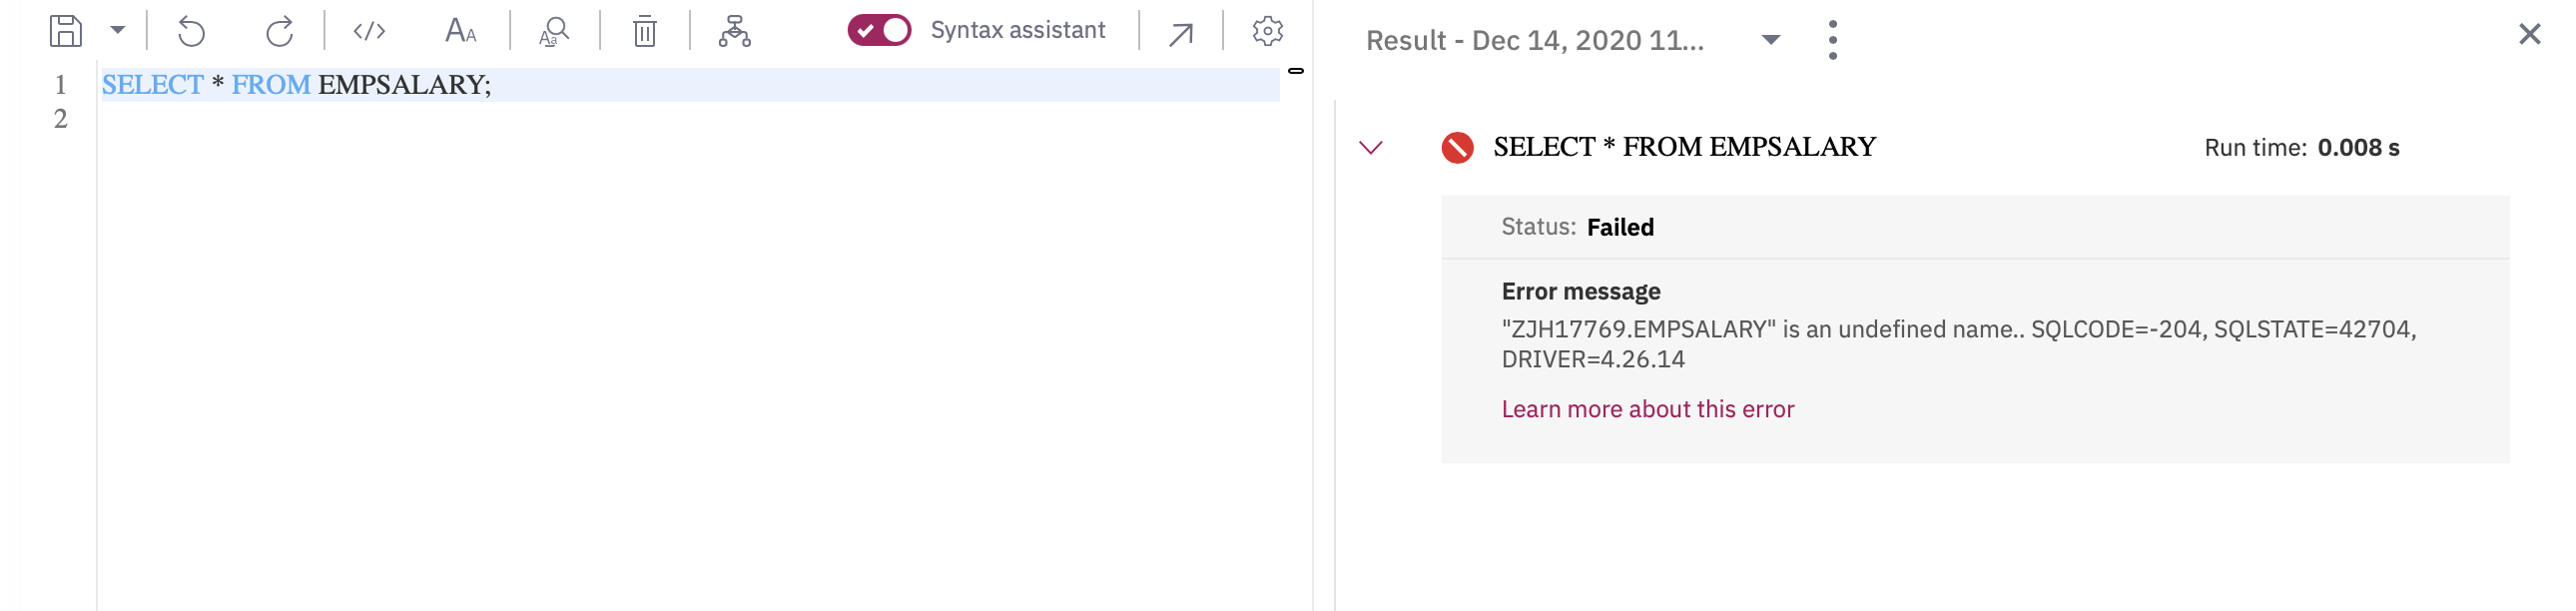 Syntax assistant
1 SELECT * FROM EMPSALARY;
2
Result - Dec 14, 2020 11...
SELECT * FROM EMPSALARY
Run time: 0.008 s
Status: Failed
Error message
"ZJH17769.EMPSALARY" is an undefined name.. SQLCODE=-204, SQLSTATE=42704,
DRIVER=4.26.14
Learn more about this error